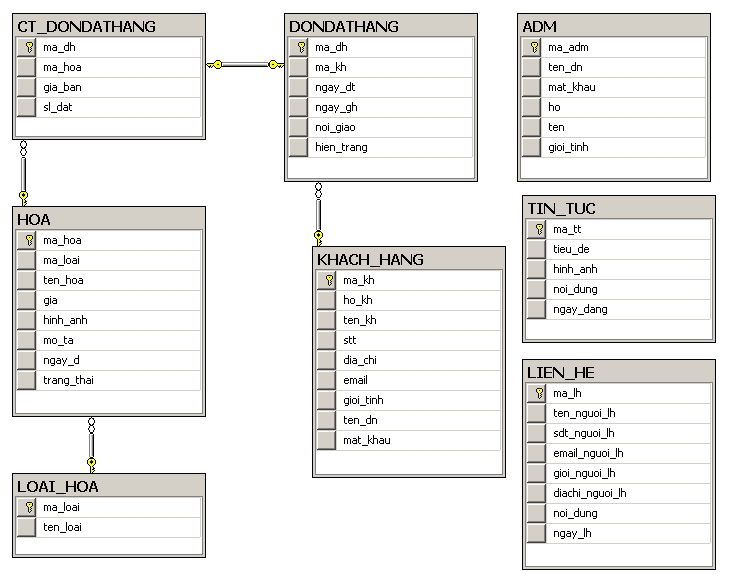 CT_DONDATHANG
ma_dh
ma_hoa
gia_ban
sl_dat
DONDATHANG
ma_dh
ma_kh
ngay_dt
ngay_gh
noi_giao
hien_trang
ADM
ma_adm
ten_dn
mat_khau
ho
ten
gioi_tinh
HOA
ma_hoa
ma_loai
ten_hoa
gia
hinh_anh
mo_ta
ngay_d
trang_thai
KHACH_HANG
ma_kh
ho_kh
ten_kh
stt
dia_chi
email
gioi_tinh
ten_dn
mat_khau
TIN_TUC
ma_tt
tieu_de
hinh_anh
noi_dung
ngay_dang
LIEN_HE
ma_lh
ten_nguoi_lh
sdt_nguoi_lh
email_nguoi_lh
gioi_nguoi_lh
diachi_nguoi_lh
noi_dung
ngay_lh
LOAI_HOA
ma_loai
ten_loai